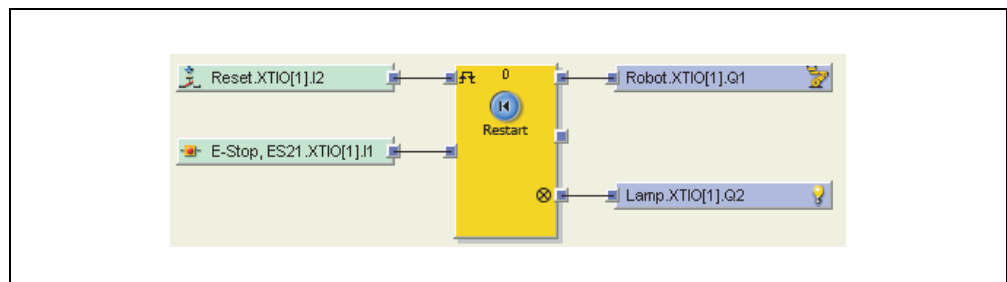 Reset.XTIO[1].I2
0
Robot.XTIO[1].Q1
Restart
E-Stop, ES21.XTIO[1].I1
Lamp.XTIO[1].Q2